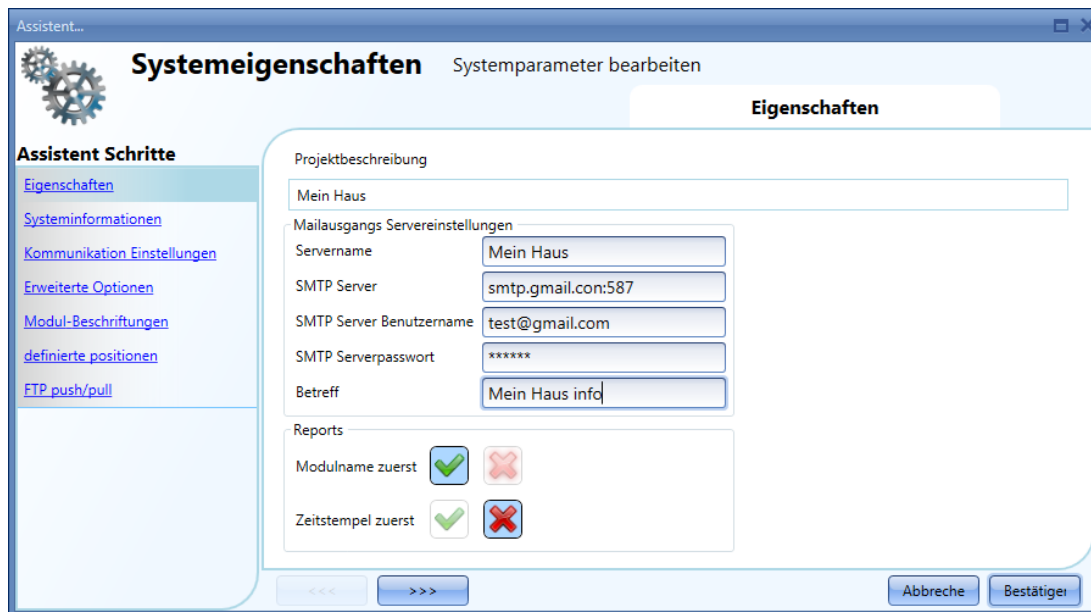 Assistent...
Systemeigenschaften Systemparameter bearbeiten
Eigenschaften
Assistent Schritte
Eigenschaften
Systeminformationen
Kommunikation Einstellungen
Erweiterte Optionen
Modul-Beschriftungen
definierte positionen
FTP push/pull
Projektbeschreibung
Mein Haus
Mailausgangs Servereinstellungen
Servername Mein Haus
SMTP Server smtp.gmail.con:587
SMTP Server Benutzername test@gmail.com
SMTP Serverpasswort ******
Betreff Mein Haus info
Reports
Modulname zuerst
Zeitstempel zuerst
<<< >>> Abbreche Bestätiger